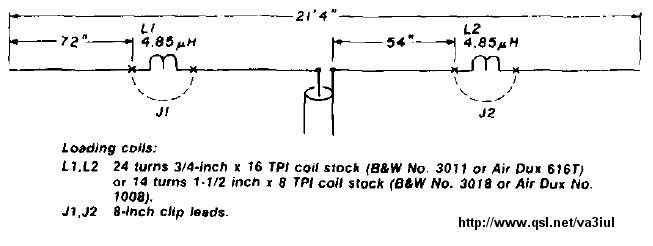 21'4"
L1
4.85μH
72"
J1
L2
4.85μH
54"
J2
Loading coils:
L1,L2 24 turns 3/4-inch x 16 TPI coil stock (B&W No. 3011 or Air Dux 616T)
or 14 turns 1-1/2 inch x 8 TPI coil stock (B&W No. 3018 or Air Dux No.
1008).
J1,J2 8-inch clip leads.
http://www.qsl.net/va3iul